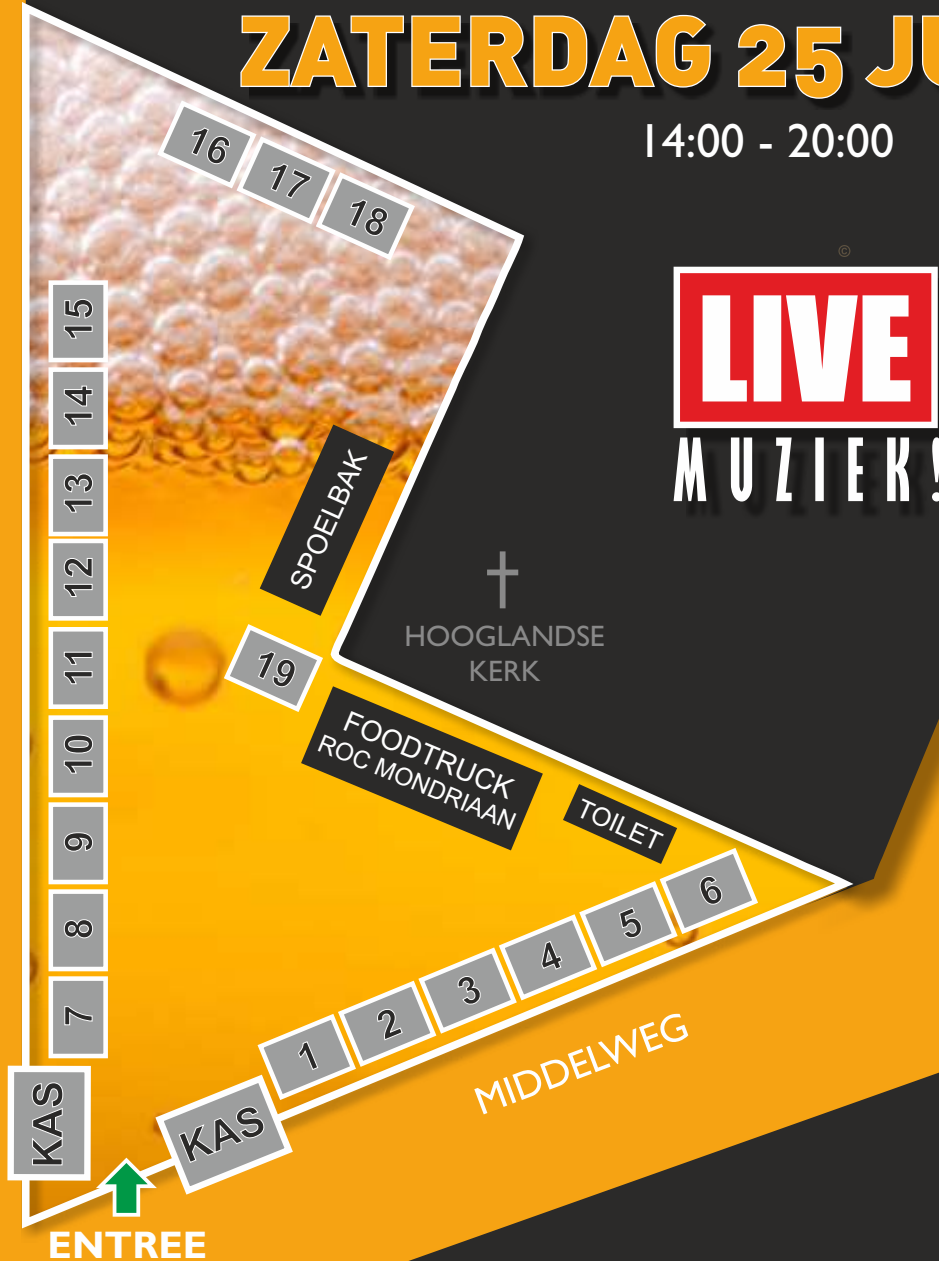 ZATERDAG 25 JU
14:00 - 20:00
16
17
18
©
LIVE
MUZIEK!
15
14
13
12
11
10
9
8
7
SPOELBAK
19
HOOGLANDSE
KERK
FOODTRUCK
ROC MONDRIAAN
TOILET
6
5
4
3
2
1
KAS
KAS
MIDDELWEG
ENTREE